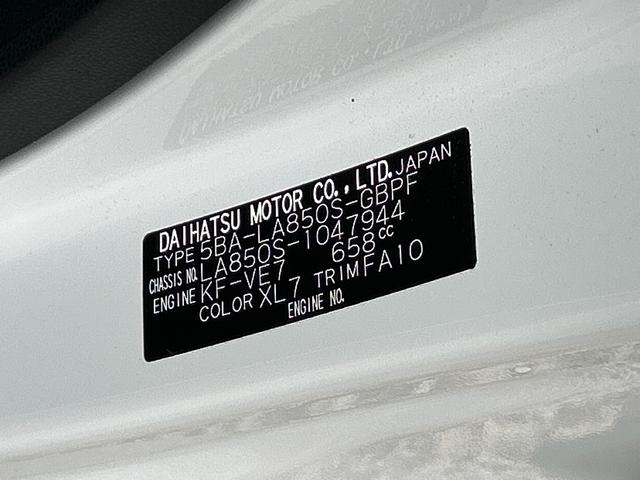 DAIHATSU MOTOR CO., LTD. JAPAN
TYPE 5BA-LA850S-GBPF
CHASSIS NO. LA850S-1047944
ENGINE KF-VE7 658cc
COLOR XL7 TRIM FA10
ENGINE NO.